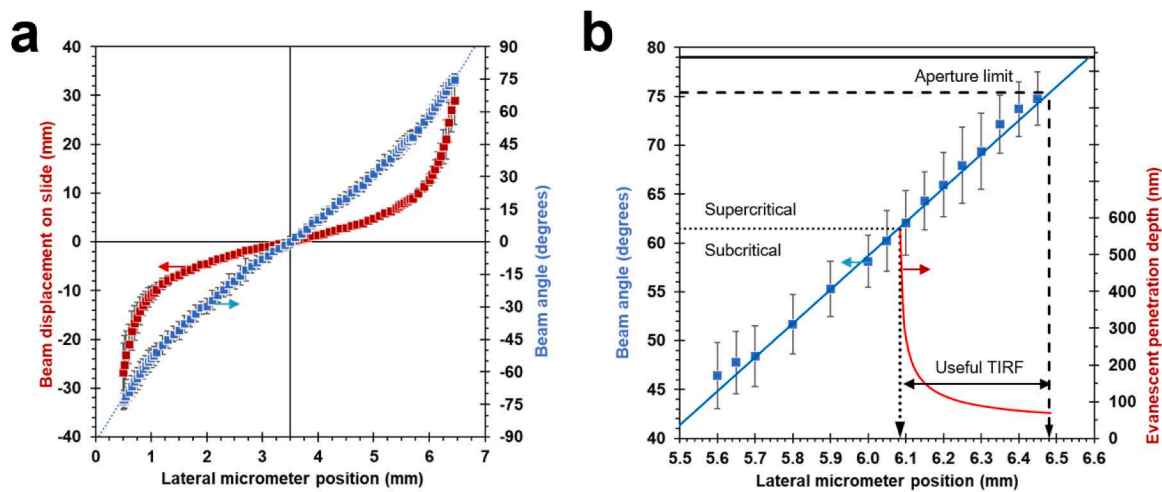 a
Beam displacement on slide (mm)
40
30
20
10
0
-10
-20
-30
-40
90
75
60
45
30
15
0
-15
-30
-45
-60
-75
-90
Beam angle (degrees)
0 1 2 3 4 5 6 7
Lateral micrometer position (mm)
b
Beam angle (degrees)
80
75
70
65
60
55
50
45
40
Aperture limit
Supercritical
Subcritical
Useful TIRF
600
500
400
300
200
100
0
Evanescent penetration depth (nm)
5.5 5.6 5.7 5.8 5.9 6.0 6.1 6.2 6.3 6.4 6.5 6.6
Lateral micrometer position (mm)